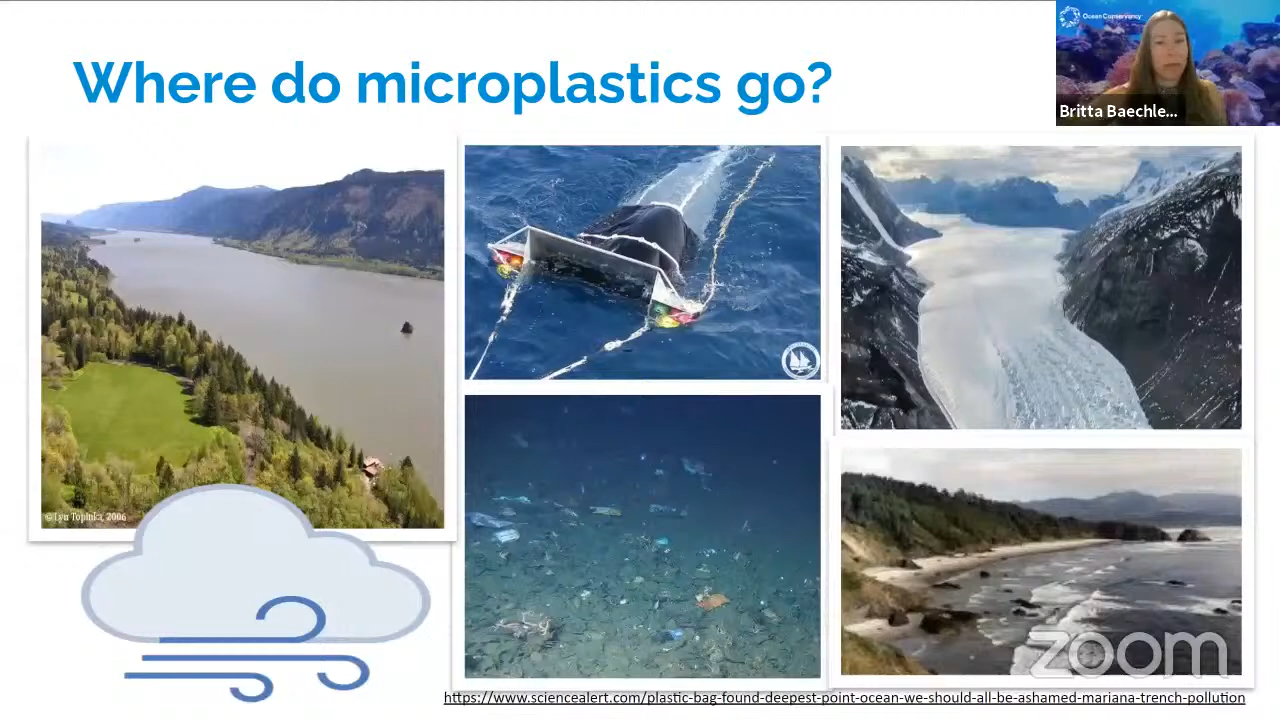 Where do microplastics go?
Ocean Conservancy
Britta Baechle...
© Lyn Topinka, 2006
zoom
https://www.sciencealert.com/plastic-bag-found-deepest-point-ocean-we-should-all-be-ashamed-mariana-trench-pollution